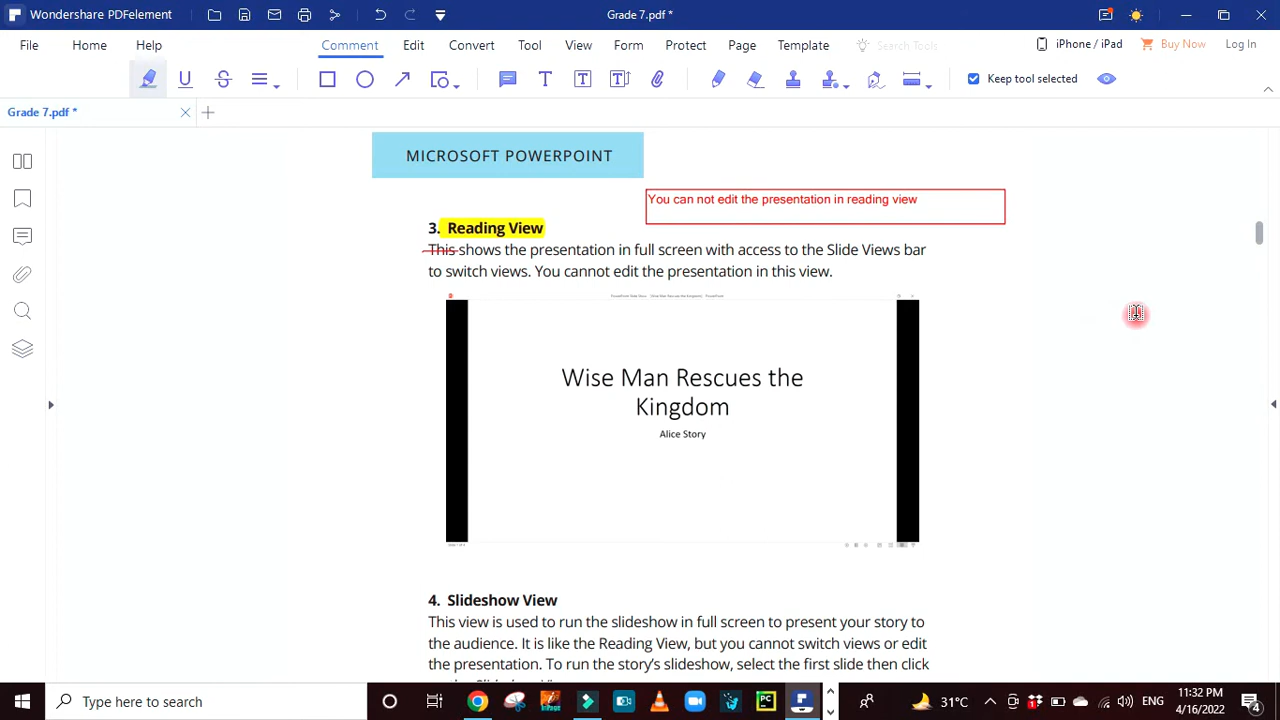 Wondershare PDFelement
Grade 7.pdf *
File Home Help Comment Edit Convert Tool View Form Protect Page Template Search Tools iPhone / iPad Buy Now Log In
Keep tool selected
Grade 7.pdf *
MICROSOFT POWERPOINT
You can not edit the presentation in reading view
3. Reading View
This shows the presentation in full screen with access to the Slide Views bar
to switch views. You cannot edit the presentation in this view.
Wise Man Rescues the
Kingdom
Alice Story
4. Slideshow View
This view is used to run the slideshow in full screen to present your story to
the audience. It is like the Reading View, but you cannot switch views or edit
the presentation. To run the story's slideshow, select the first slide then click
Type here to search
31°C
ENG
11:32 PM
4/16/2022
4